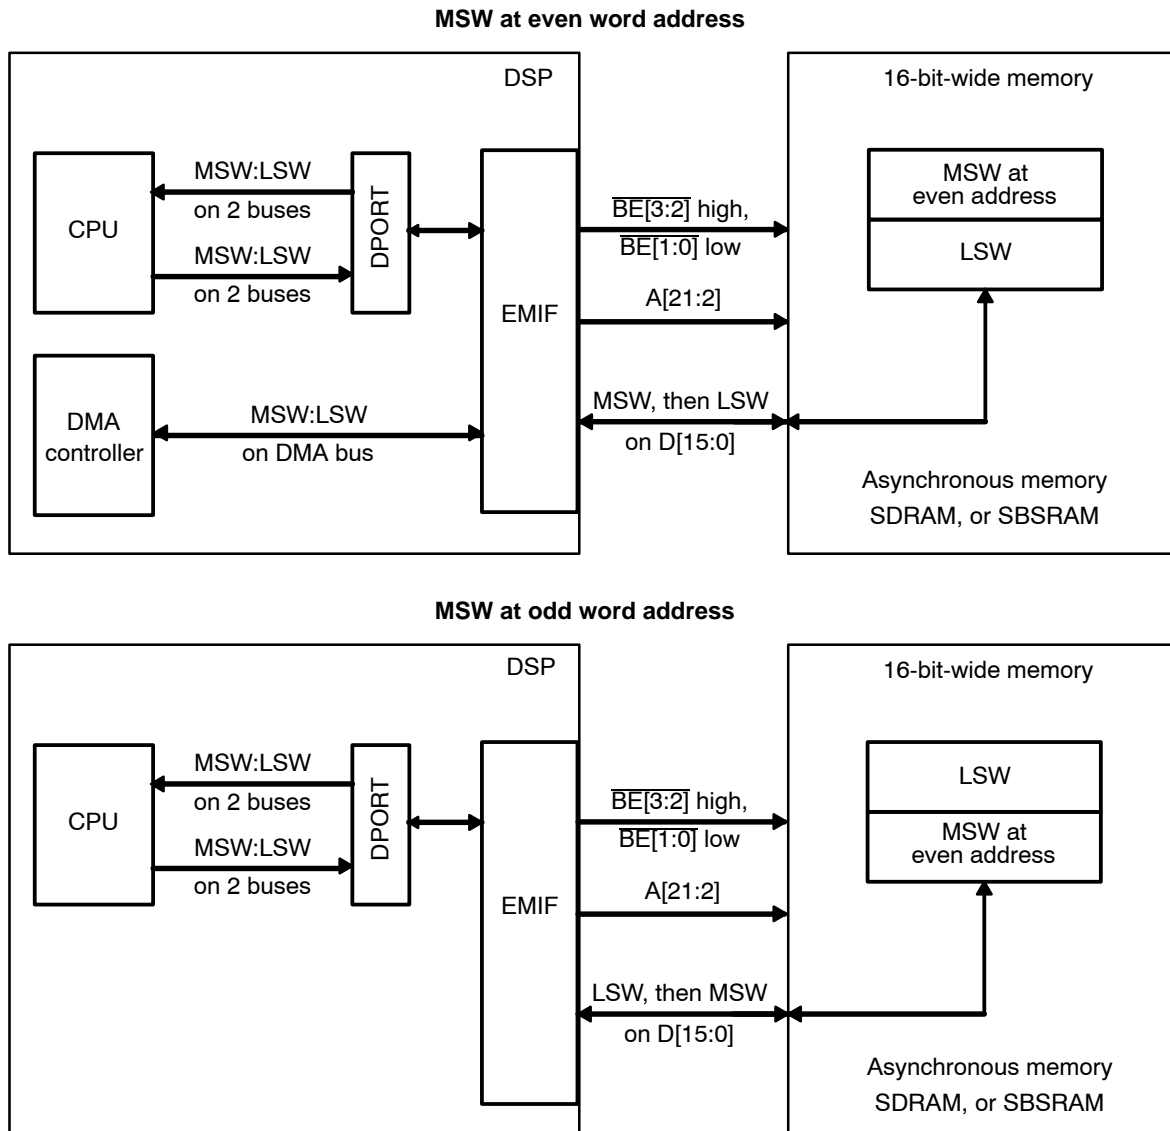 MSW at even word address
DSP
16-bit-wide memory
CPU
MSW:LSW
on 2 buses
MSW:LSW
on 2 buses
DPORT
EMIF
BE[3:2] high,
BE[1:0] low
A[21:2]
MSW, then LSW
on D[15:0]
MSW at
even address
LSW
DMA
controller
MSW:LSW
on DMA bus
Asynchronous memory
SDRAM, or SBSRAM
MSW at odd word address
DSP
16-bit-wide memory
CPU
MSW:LSW
on 2 buses
MSW:LSW
on 2 buses
DPORT
EMIF
BE[3:2] high,
BE[1:0] low
A[21:2]
LSW, then MSW
on D[15:0]
LSW
MSW at
even address
Asynchronous memory
SDRAM, or SBSRAM